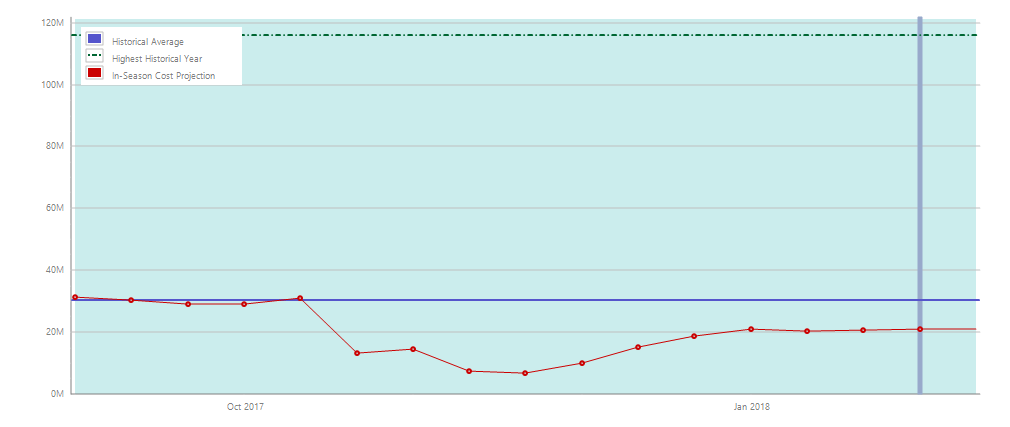 120M
Historical Average
Highest Historical Year
In-Season Cost Projection
100M
80M
60M
40M
20M
0M
Oct 2017 Jan 2018